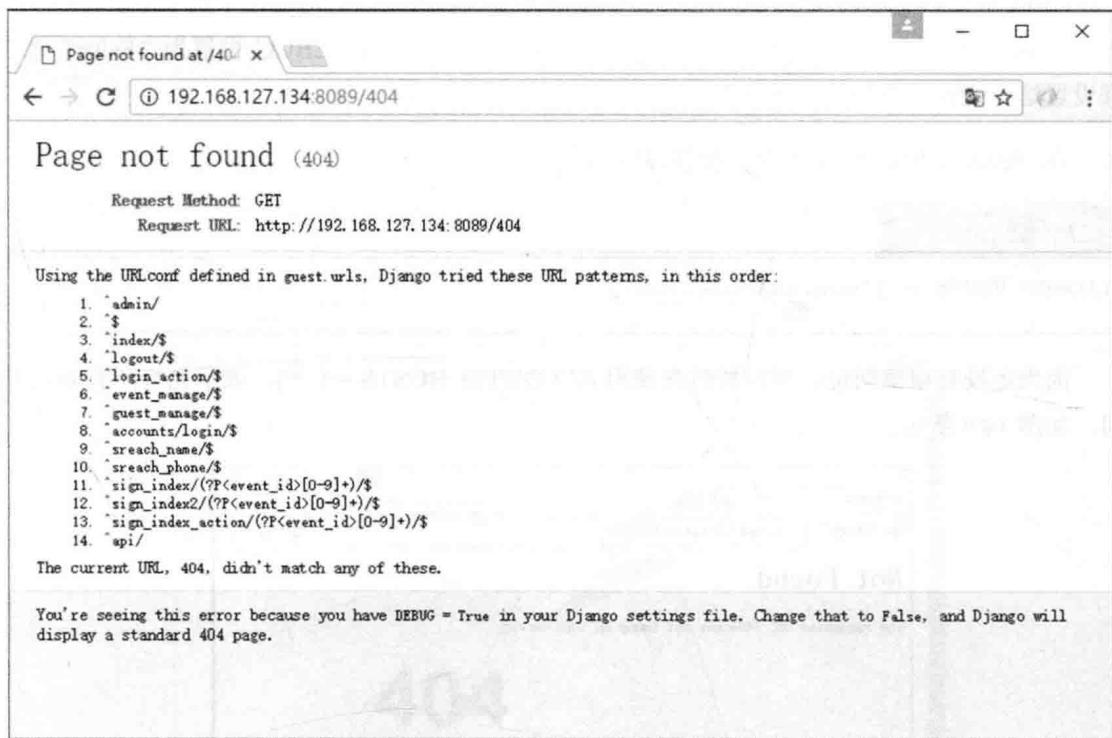 Page not found at /40
192.168.127.134:8089/404
Page not found (404)
Request Method: GET
Request URL: http://192.168.127.134:8089/404
Using the URLconf defined in guest.urls, Django tried these URL patterns, in this order:
1. ^admin/
2. ^$
3. ^index/$
4. ^logout/$
5. ^login_action/$
6. ^event_manage/$
7. ^guest_manage/$
8. ^accounts/login/$
9. ^sreach_name/$
10. ^sreach_phone/$
11. ^sign_index/(?P<event_id>[0-9]+)/$
12. ^sign_index2/(?P<event_id>[0-9]+)/$
13. ^sign_index_action/(?P<event_id>[0-9]+)/$
14. ^api/
The current URL, 404, didn't match any of these.
You're seeing this error because you have DEBUG = True in your Django settings file. Change that to False, and Django will
display a standard 404 page.